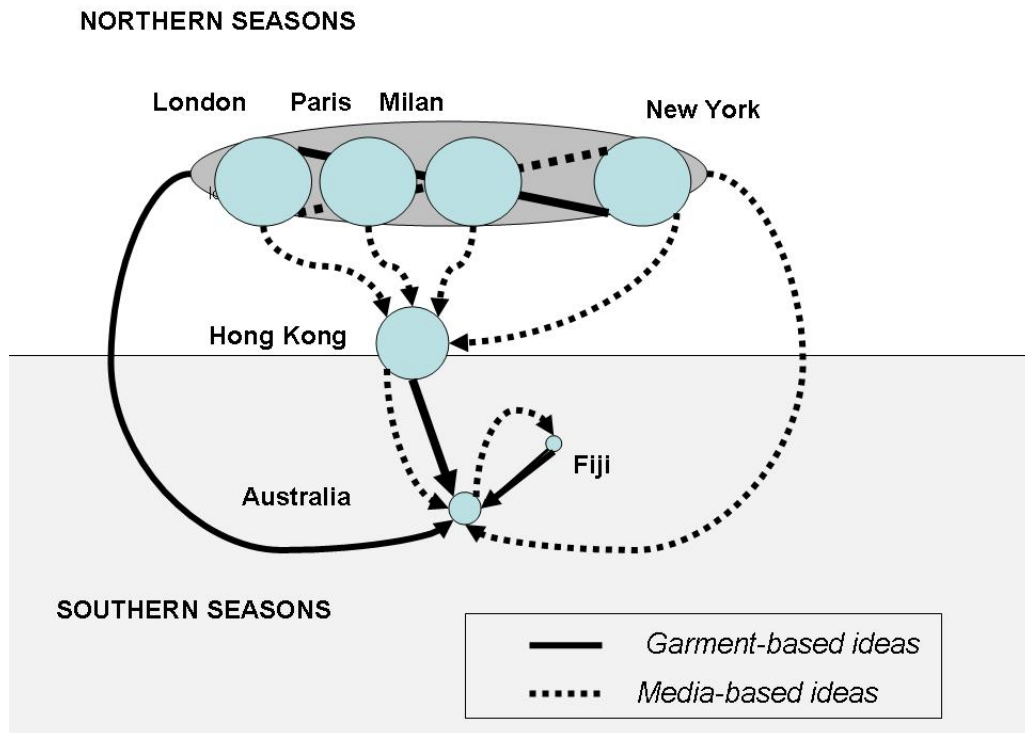 NORTHERN SEASONS
London Paris Milan New York
Hong Kong
Fiji
Australia
SOUTHERN SEASONS
Garment-based ideas
Media-based ideas